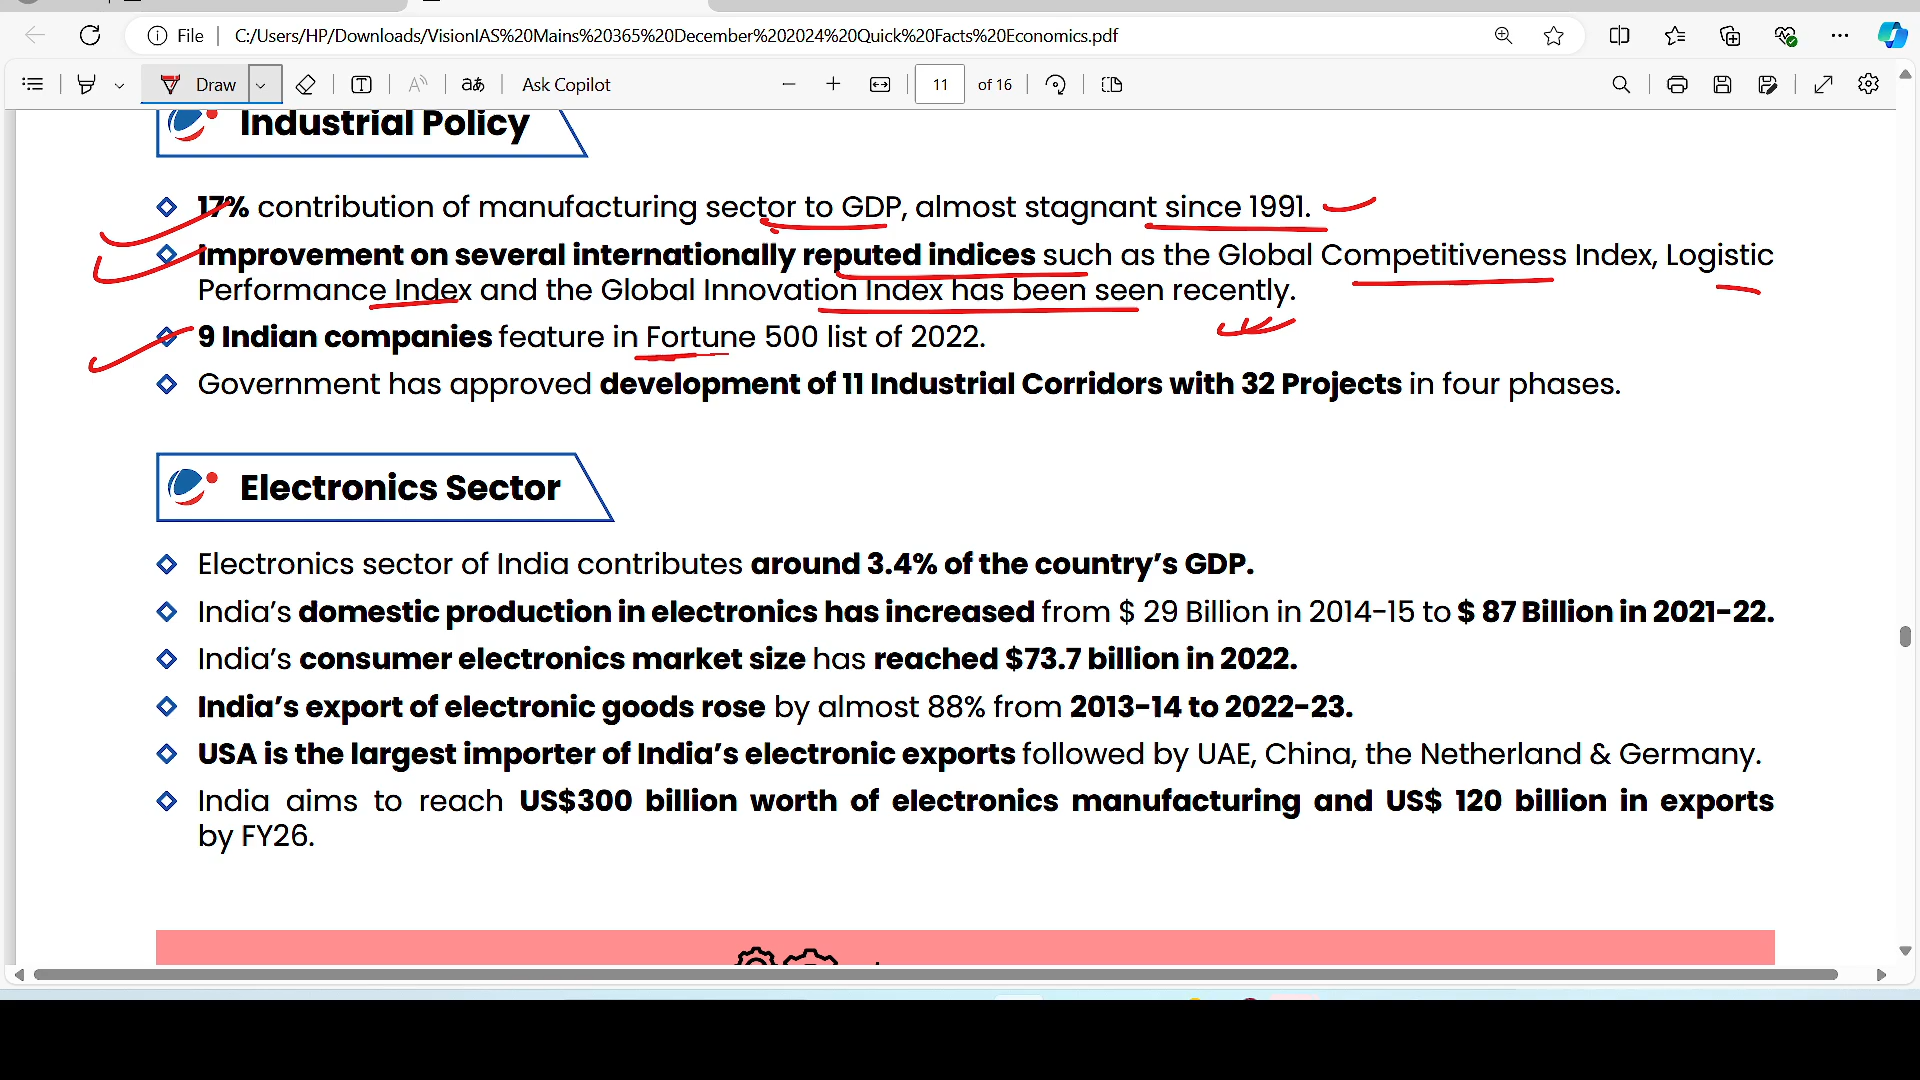 File
C:/Users/HP/Downloads/VisionIAS%20Mains%20365%20December%202024%20Quick%20Facts%20Economics.pdf
Draw
Ask Copilot
11 of 16
Industrial Policy
17% contribution of manufacturing sector to GDP, almost stagnant since 1991.
Improvement on several internationally reputed indices such as the Global Competitiveness Index, Logistic
Performance Index and the Global Innovation Index has been seen recently.
9 Indian companies feature in Fortune 500 list of 2022.
Government has approved development of 11 Industrial Corridors with 32 Projects in four phases.
Electronics Sector
Electronics sector of India contributes around 3.4% of the country's GDP.
India's domestic production in electronics has increased from $ 29 Billion in 2014-15 to $ 87 Billion in 2021-22.
India's consumer electronics market size has reached $73.7 billion in 2022.
India's export of electronic goods rose by almost 88% from 2013-14 to 2022-23.
USA is the largest importer of India's electronic exports followed by UAE, China, the Netherland & Germany.
India aims to reach US$300 billion worth of electronics manufacturing and US$ 120 billion in exports
by FY26.